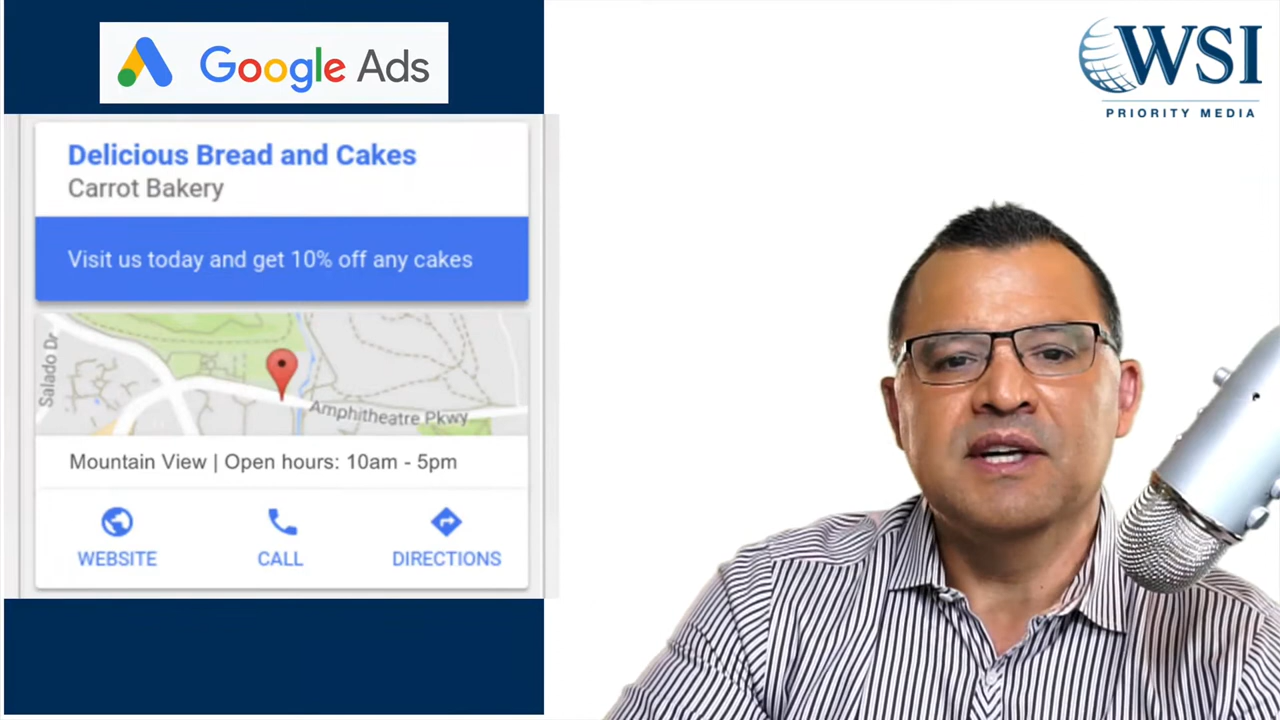 Google Ads
WSI
PRIORITY MEDIA
Delicious Bread and Cakes
Carrot Bakery
Visit us today and get 10% off any cakes
Salado Dr
Amphitheatre Pkwy
Mountain View | Open hours: 10am - 5pm
WEBSITE
CALL
DIRECTIONS